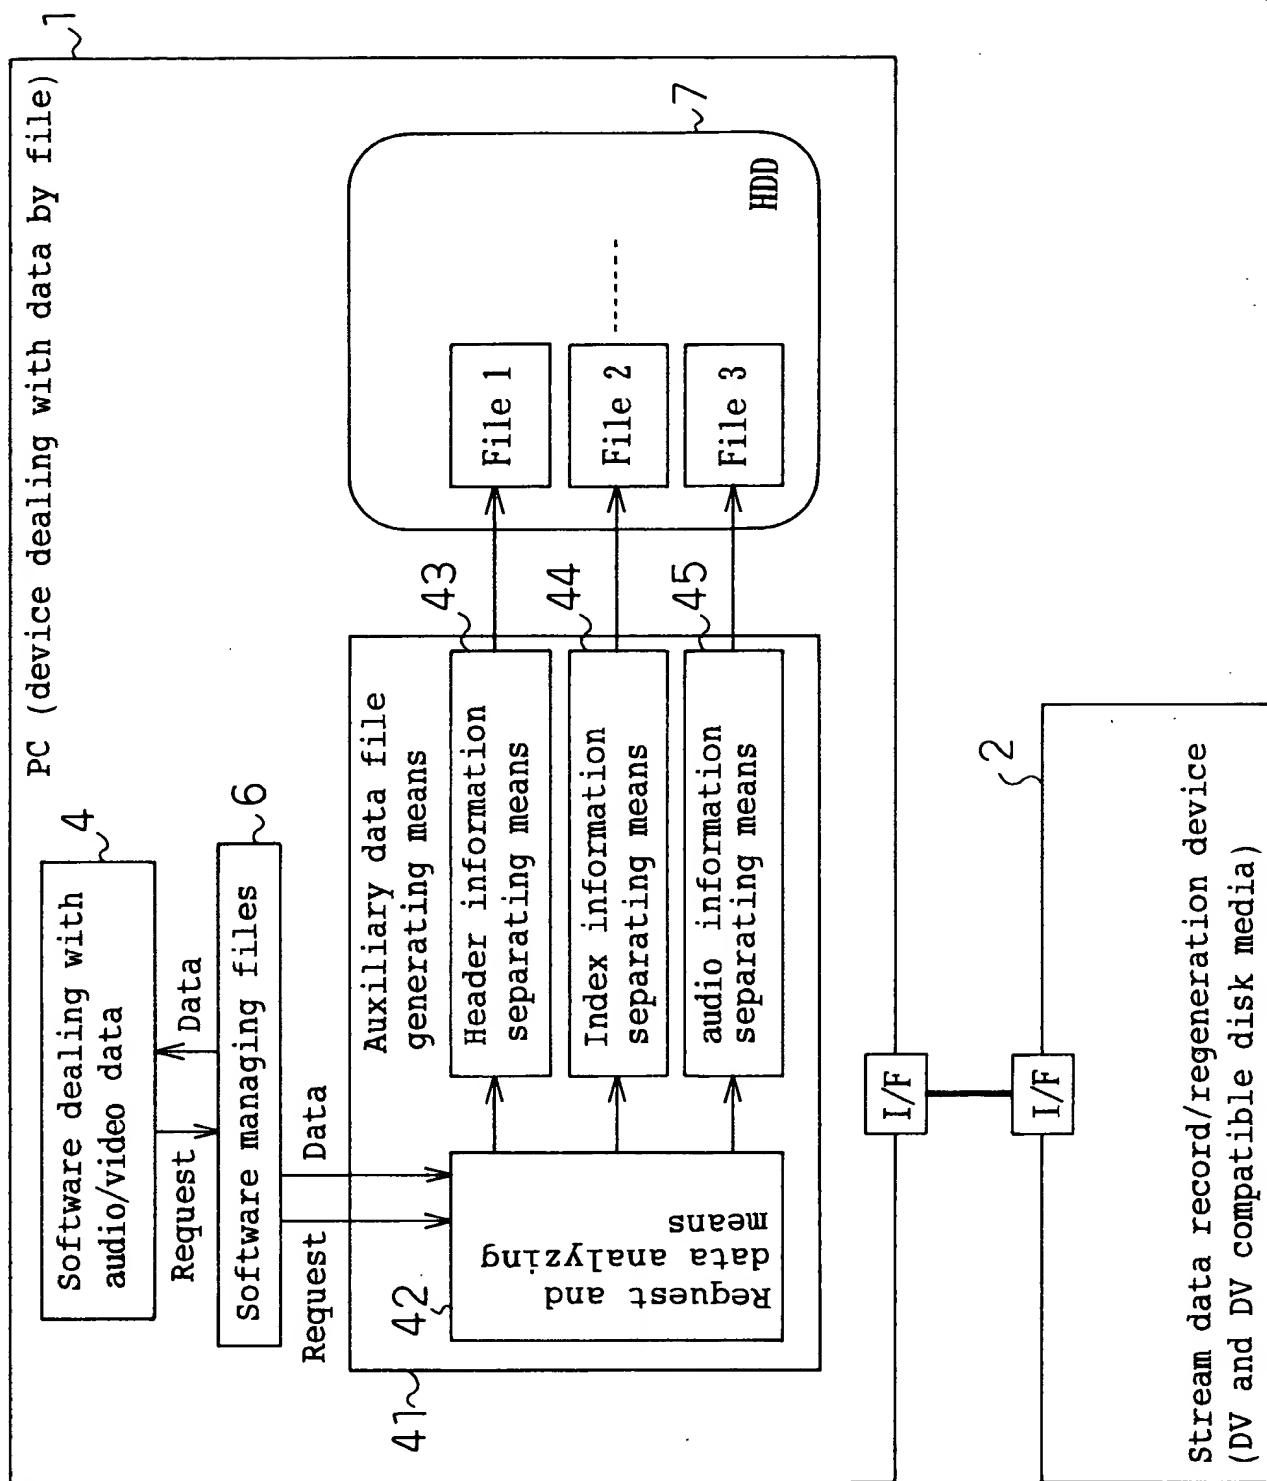 1
PC (device dealing with data by file)
4
Software dealing with
audio/video data
Request
Data
6
Software managing files
Request
Data
41
Auxiliary data file
generating means
42
Request and
data analyzing
means
43
Header information
separating means
44
Index information
separating means
45
audio information
separating means
7
File 1
File 2
File 3
HDD
I/F
I/F
2
Stream data record/regeneration device
(DV and DV compatible disk media)